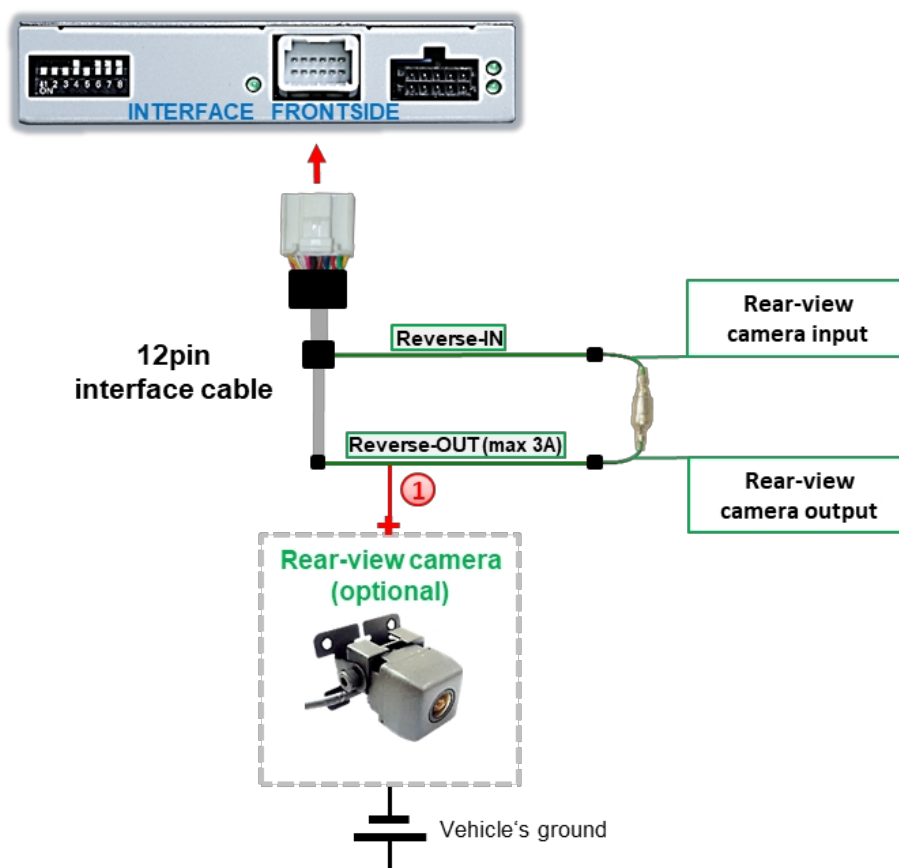 1 2 3 4 5 6 7 8
ON
INTERFACE FRONTSIDE
Reverse-IN
Rear-view
camera input
12pin
interface cable
Reverse-OUT (max 3A)
Rear-view
camera output
1
+
Rear-view camera
(optional)
Vehicle‘s ground